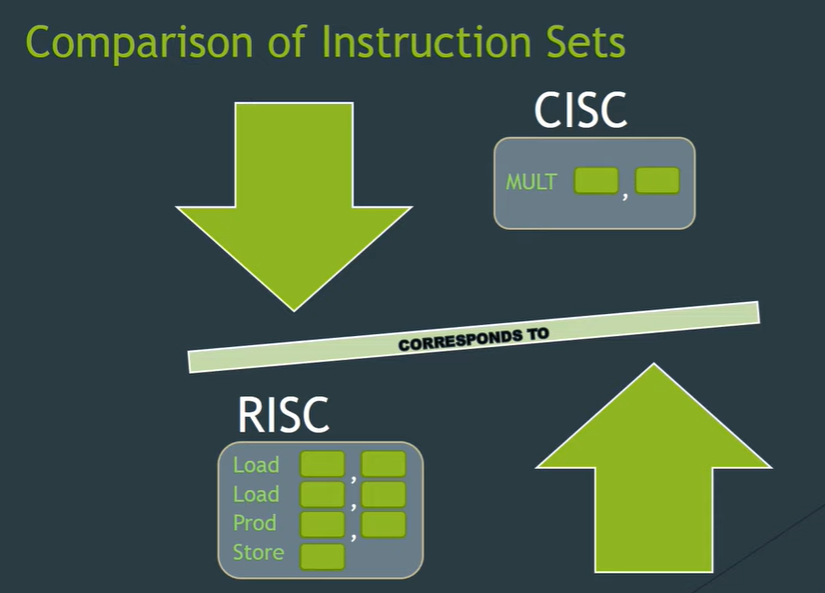 Comparison of Instruction Sets
CISC
MULT ,
CORRESPONDS TO
RISC
Load ,
Load ,
Prod ,
Store